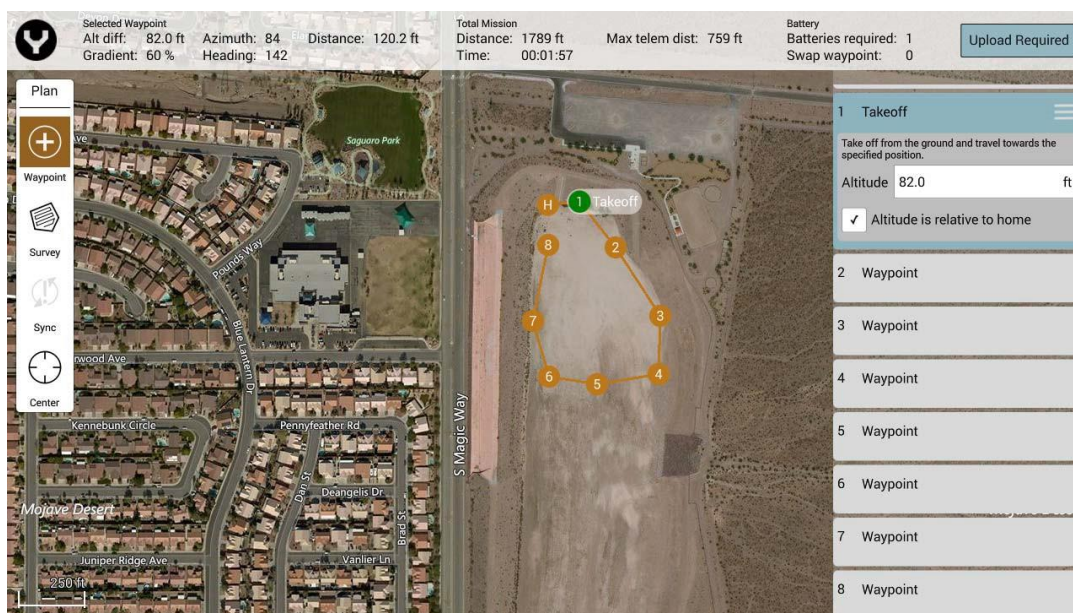 Selected Waypoint
Alt diff: 82.0 ft Azimuth: 84 Distance: 120.2 ft
Gradient: 60 % Heading: 142
Total Mission
Distance: 1789 ft Max telem dist: 759 ft
Time: 00:01:57
Battery
Batteries required: 1
Swap waypoint: 0
Upload Required
Plan
Waypoint
Survey
Sync
Center
1 Takeoff
Take off from the ground and travel towards the
specified position.
Altitude 82.0 ft
Altitude is relative to home
2 Waypoint
3 Waypoint
4 Waypoint
5 Waypoint
6 Waypoint
7 Waypoint
8 Waypoint
Saguaro Park
Ave
H
1 Takeoff
2
8
3
7
4
6
5
Pounds Way
Blue Lantern Dr
rwood Ave
Kennebunk Circle
Pennyfeather Rd
S Magic Way
Dan St
Deangelis Dr
Brad St
Mojave Desert
Juniper Ridge Ave
Vanlier Ln
250 ft